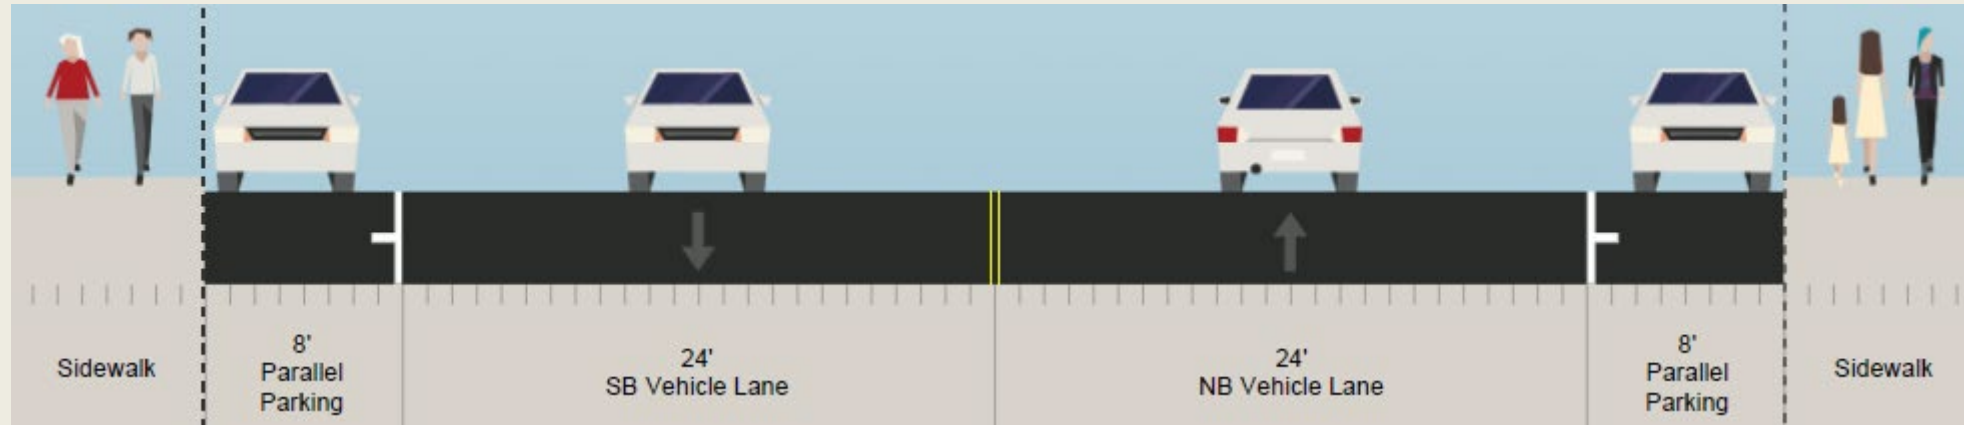 Sidewalk
8'
Parallel
Parking
24'
SB Vehicle Lane
24'
NB Vehicle Lane
8'
Parallel
Parking
Sidewalk